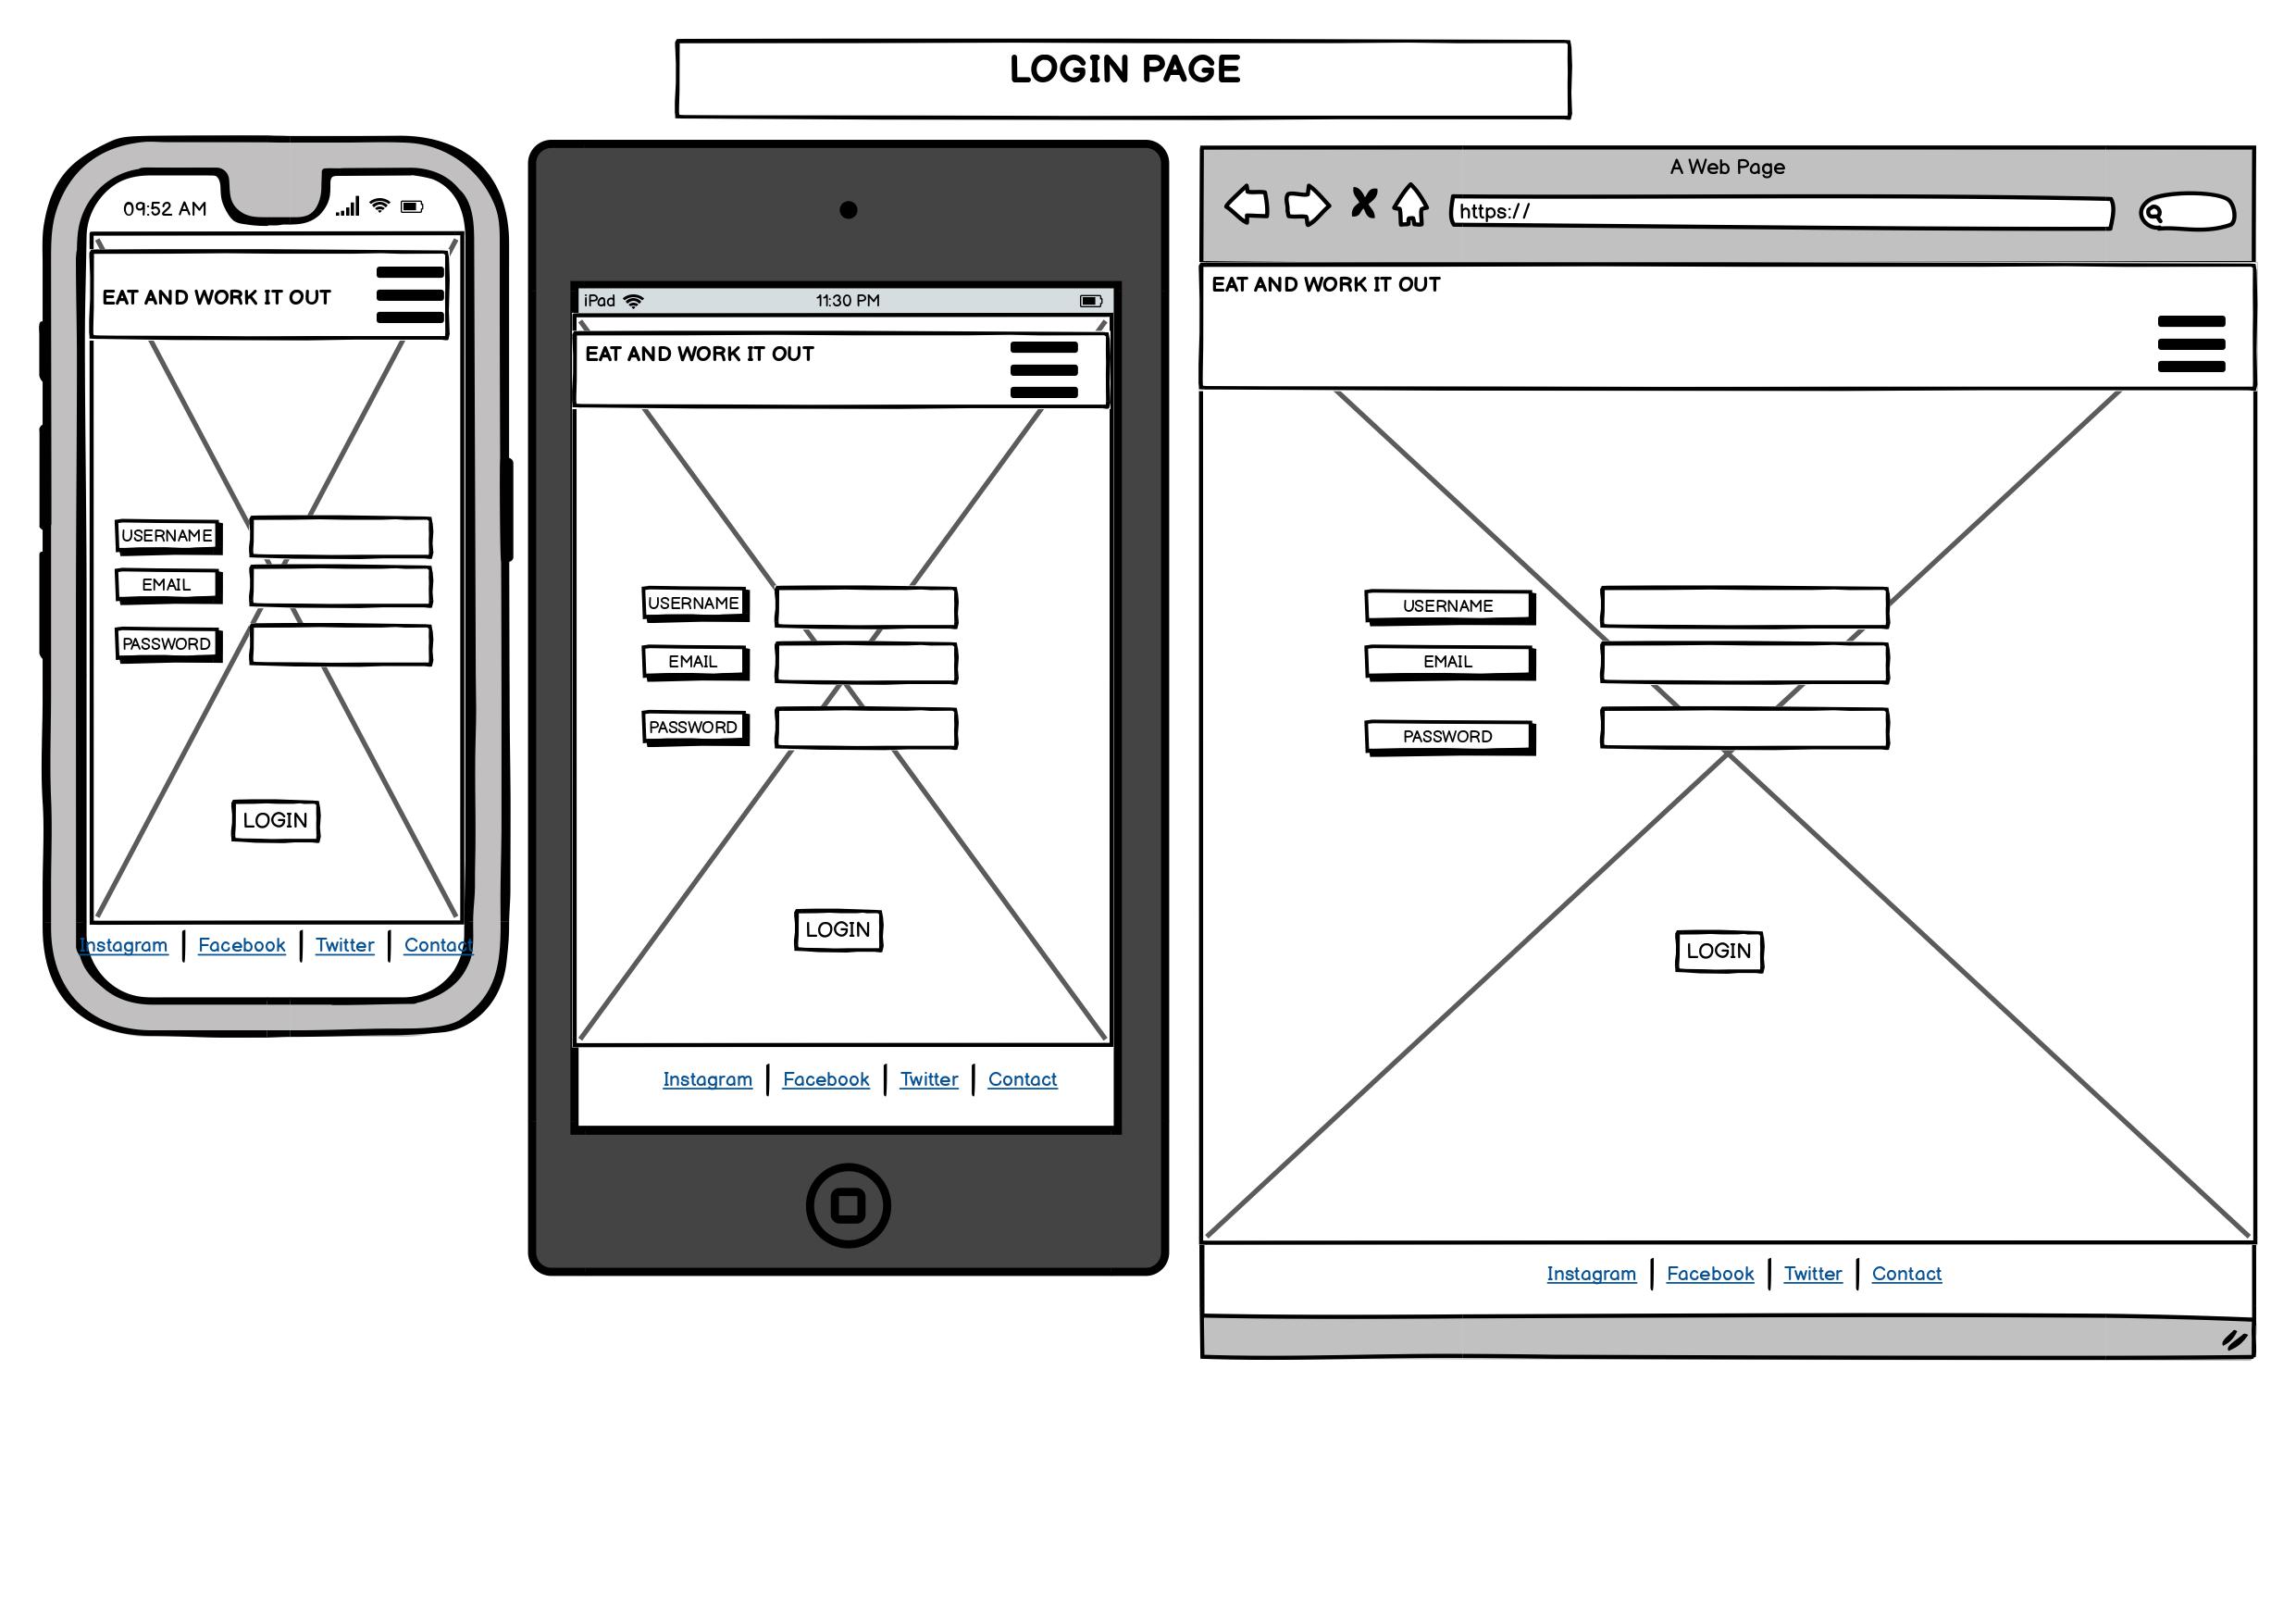 LOGIN PAGE
09:52 AM
EAT AND WORK IT OUT
USERNAME
EMAIL
PASSWORD
LOGIN
Instagram Facebook Twitter Contact
iPad 11:30 PM
EAT AND WORK IT OUT
USERNAME
EMAIL
PASSWORD
LOGIN
Instagram Facebook Twitter Contact
A Web Page
https://
EAT AND WORK IT OUT
USERNAME
EMAIL
PASSWORD
LOGIN
Instagram Facebook Twitter Contact